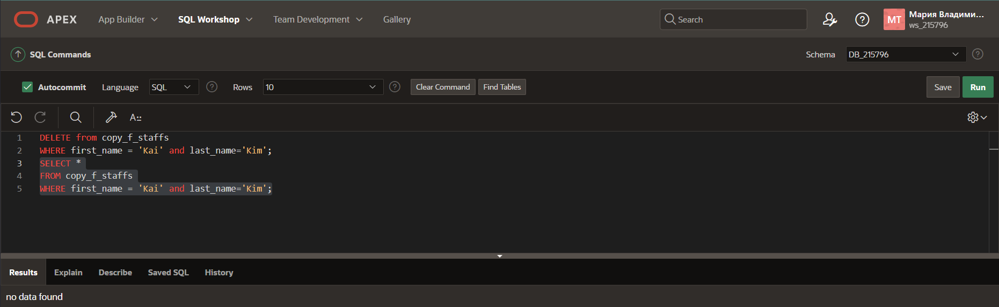 APEX App Builder SQL Workshop Team Development Gallery Search ? MT Мария Владими...
ws_215796
SQL Commands Schema DB_215796 ?
Autocommit Language SQL ? Rows 10 ? Clear Command Find Tables Save Run
A::
1 DELETE from copy_f_staffs
2 WHERE first_name = 'Kai' and last_name='Kim';
3 SELECT *
4 FROM copy_f_staffs
5 WHERE first_name = 'Kai' and last_name='Kim';
Results Explain Describe Saved SQL History
no data found